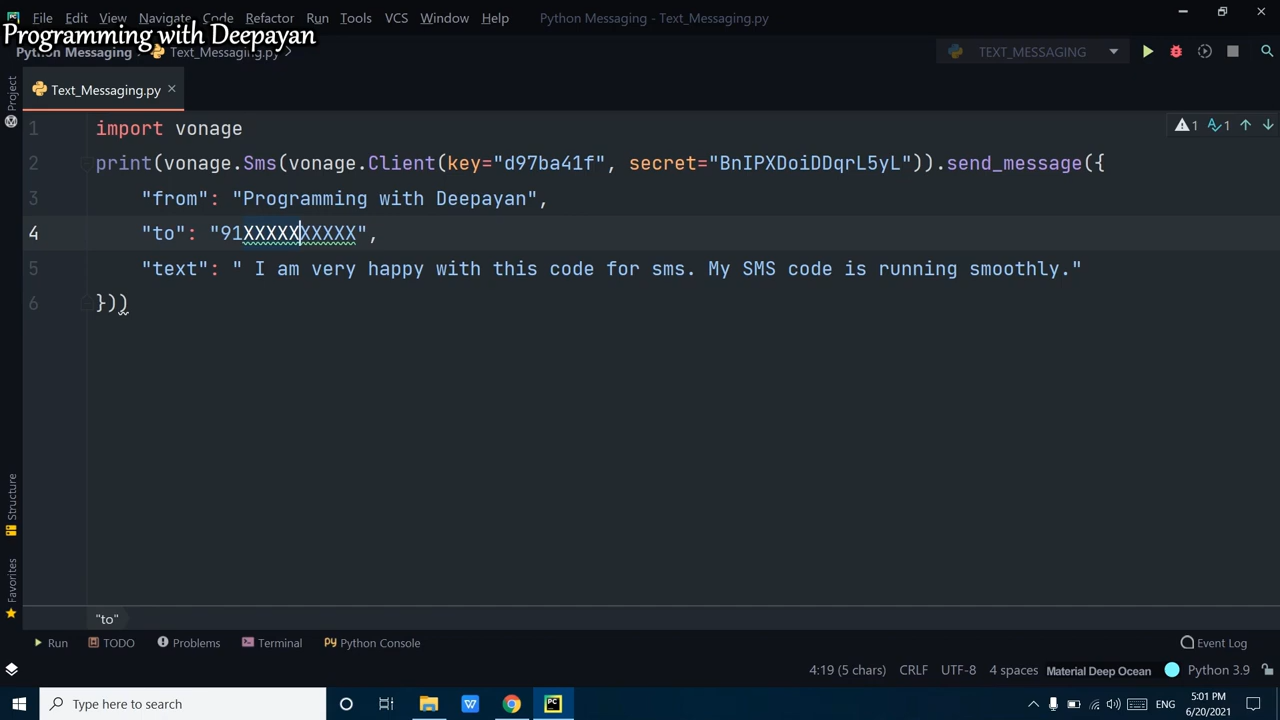 File Edit View Navigate Code Refactor Run Tools VCS Window Help Python Messaging - Text_Messaging.py
Programming with Deepayan
Python Messaging Text_Messaging.py TEXT_MESSAGING
Text_Messaging.py
Project
1 import vonage
1 1
2 print(vonage.Sms(vonage.Client(key="d97ba41f", secret="BnIPXDoiDDqrL5yL")).send_message({
3 "from": "Programming with Deepayan",
4 "to": "91XXXXXXXXXX",
5 "text": " I am very happy with this code for sms. My SMS code is running smoothly."
6 }))
Structure
Favorites
"to"
Run TODO Problems Terminal Python Console Event Log
4:19 (5 chars) CRLF UTF-8 4 spaces Material Deep Ocean Python 3.9
Type here to search
ENG
5:01 PM
6/20/2021